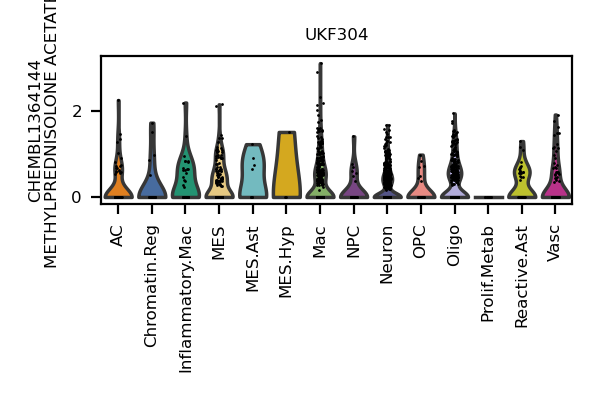 UKF304
CHEMBL1364144
METHYLPREDNISOLONE ACETAT
2
0
AC
Chromatin.Reg
Inflammatory.Mac
MES
MES.Ast
MES.Hyp
Mac
NPC
Neuron
OPC
Oligo
Prolif.Metab
Reactive.Ast
Vasc